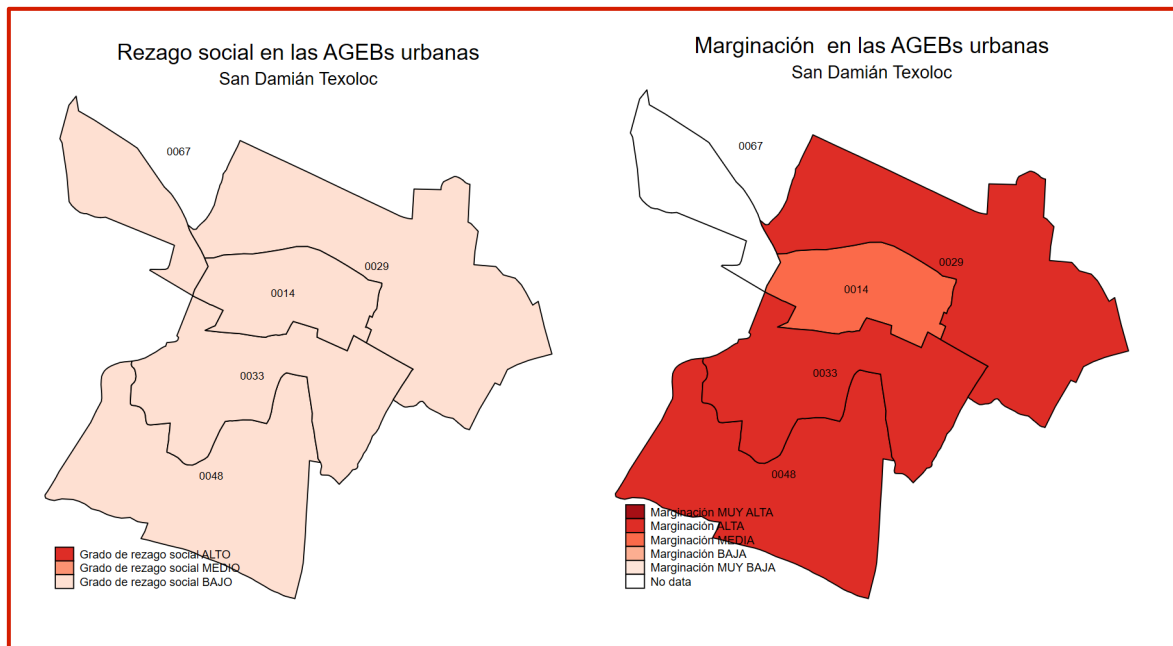 Rezago social en las AGEBs urbanas
San Damián Texoloc
0067
0029
0014
0033
0048
Grado de rezago social ALTO
Grado de rezago social MEDIO
Grado de rezago social BAJO
Marginación en las AGEBs urbanas
San Damián Texoloc
0067
0029
0014
0033
0048
Marginación MUY ALTA
Marginación ALTA
Marginación MEDIA
Marginación BAJA
Marginación MUY BAJA
No data